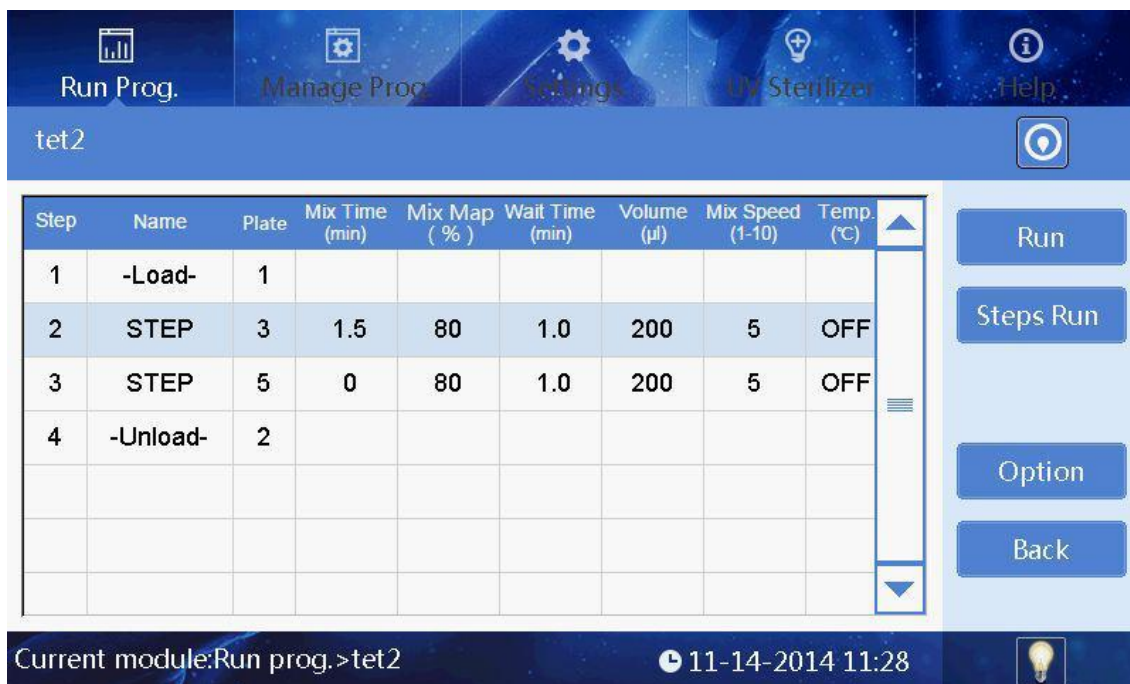 Run Prog. Manage Prog. Settings UV Sterilizer Help
tet2
Step Name Plate Mix Time (min) Mix Map ( % ) Wait Time (min) Volume (µl) Mix Speed (1-10) Temp. (℃)
1 -Load- 1
2 STEP 3 1.5 80 1.0 200 5 OFF
3 STEP 5 0 80 1.0 200 5 OFF
4 -Unload- 2
Run
Steps Run
Option
Back
Current module:Run prog.>tet2 11-14-2014 11:28